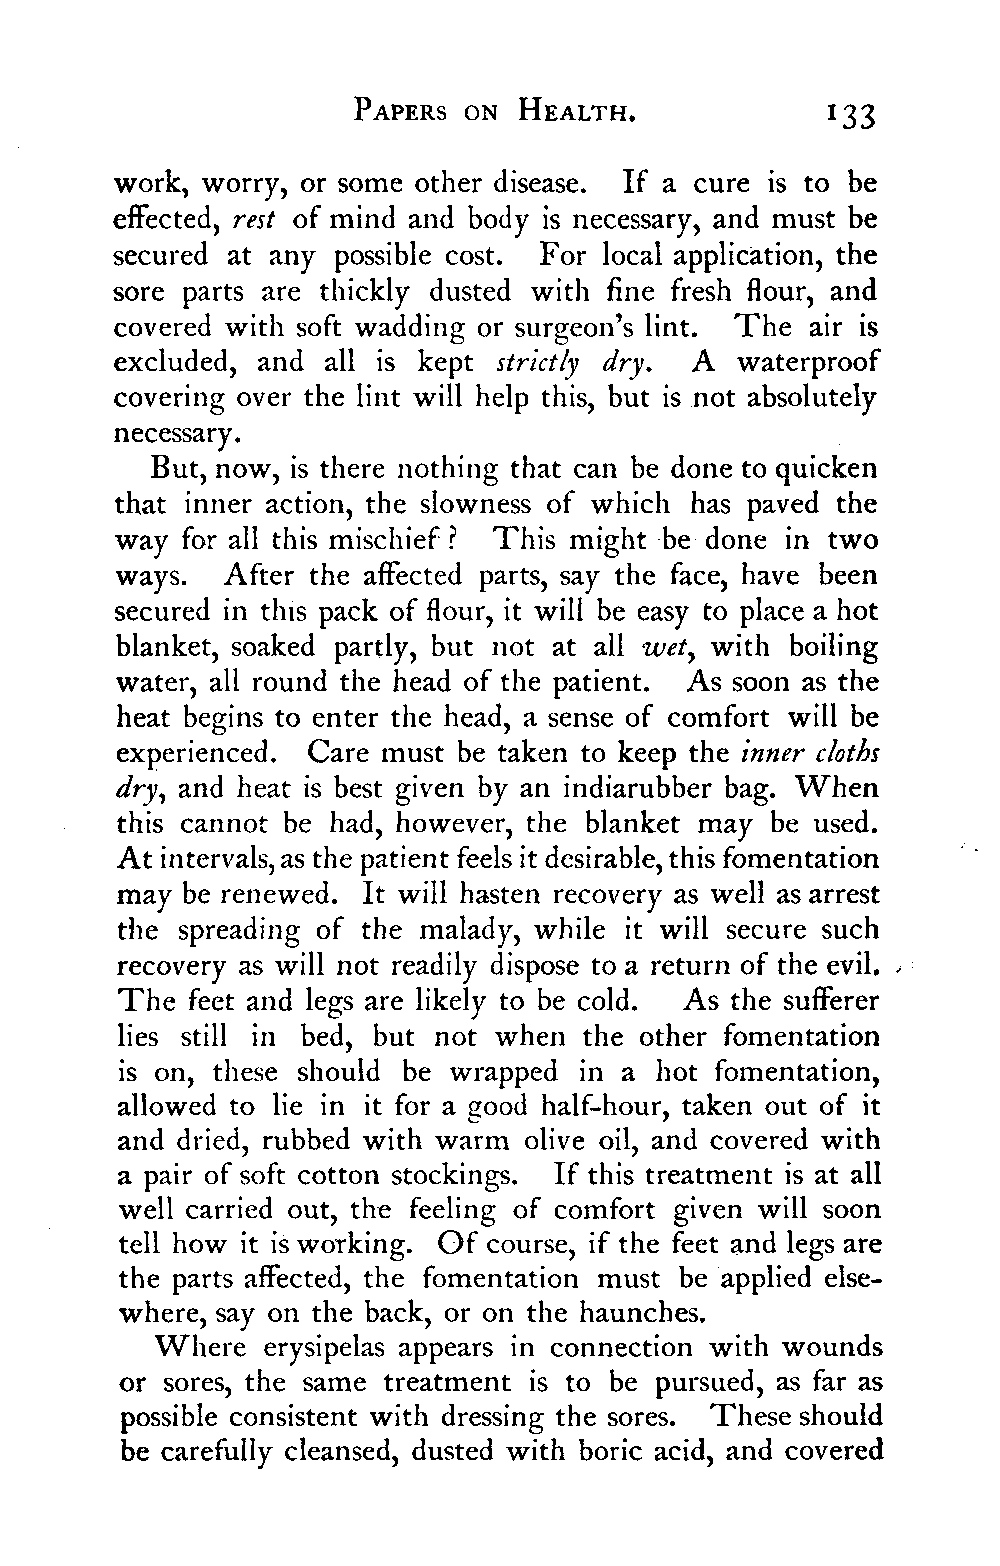 PAPERS ON HEALTH. 133
work, worry, or some other disease. If a cure is to be
effected, rest of mind and body is necessary, and must be
secured at any possible cost. For local application, the
sore parts are thickly dusted with fine fresh flour, and
covered with soft wadding or surgeon's lint. The air is
excluded, and all is kept strictly dry. A waterproof
covering over the lint will help this, but is not absolutely
necessary.
But, now, is there nothing that can be done to quicken
that inner action, the slowness of which has paved the
way for all this mischief? This might be done in two
ways. After the affected parts, say the face, have been
secured in this pack of flour, it will be easy to place a hot
blanket, soaked partly, but not at all wet, with boiling
water, all round the head of the patient. As soon as the
heat begins to enter the head, a sense of comfort will be
experienced. Care must be taken to keep the inner cloths
dry, and heat is best given by an indiarubber bag. When
this cannot be had, however, the blanket may be used.
At intervals, as the patient feels it desirable, this fomentation
may be renewed. It will hasten recovery as well as arrest
the spreading of the malady, while it will secure such
recovery as will not readily dispose to a return of the evil.
The feet and legs are likely to be cold. As the sufferer
lies still in bed, but not when the other fomentation
is on, these should be wrapped in a hot fomentation,
allowed to lie in it for a good half-hour, taken out of it
and dried, rubbed with warm olive oil, and covered with
a pair of soft cotton stockings. If this treatment is at all
well carried out, the feeling of comfort given will soon
tell how it is working. Of course, if the feet and legs are
the parts affected, the fomentation must be applied else-
where, say on the back, or on the haunches.
Where erysipelas appears in connection with wounds
or sores, the same treatment is to be pursued, as far as
possible consistent with dressing the sores. These should
be carefully cleansed, dusted with boric acid, and covered